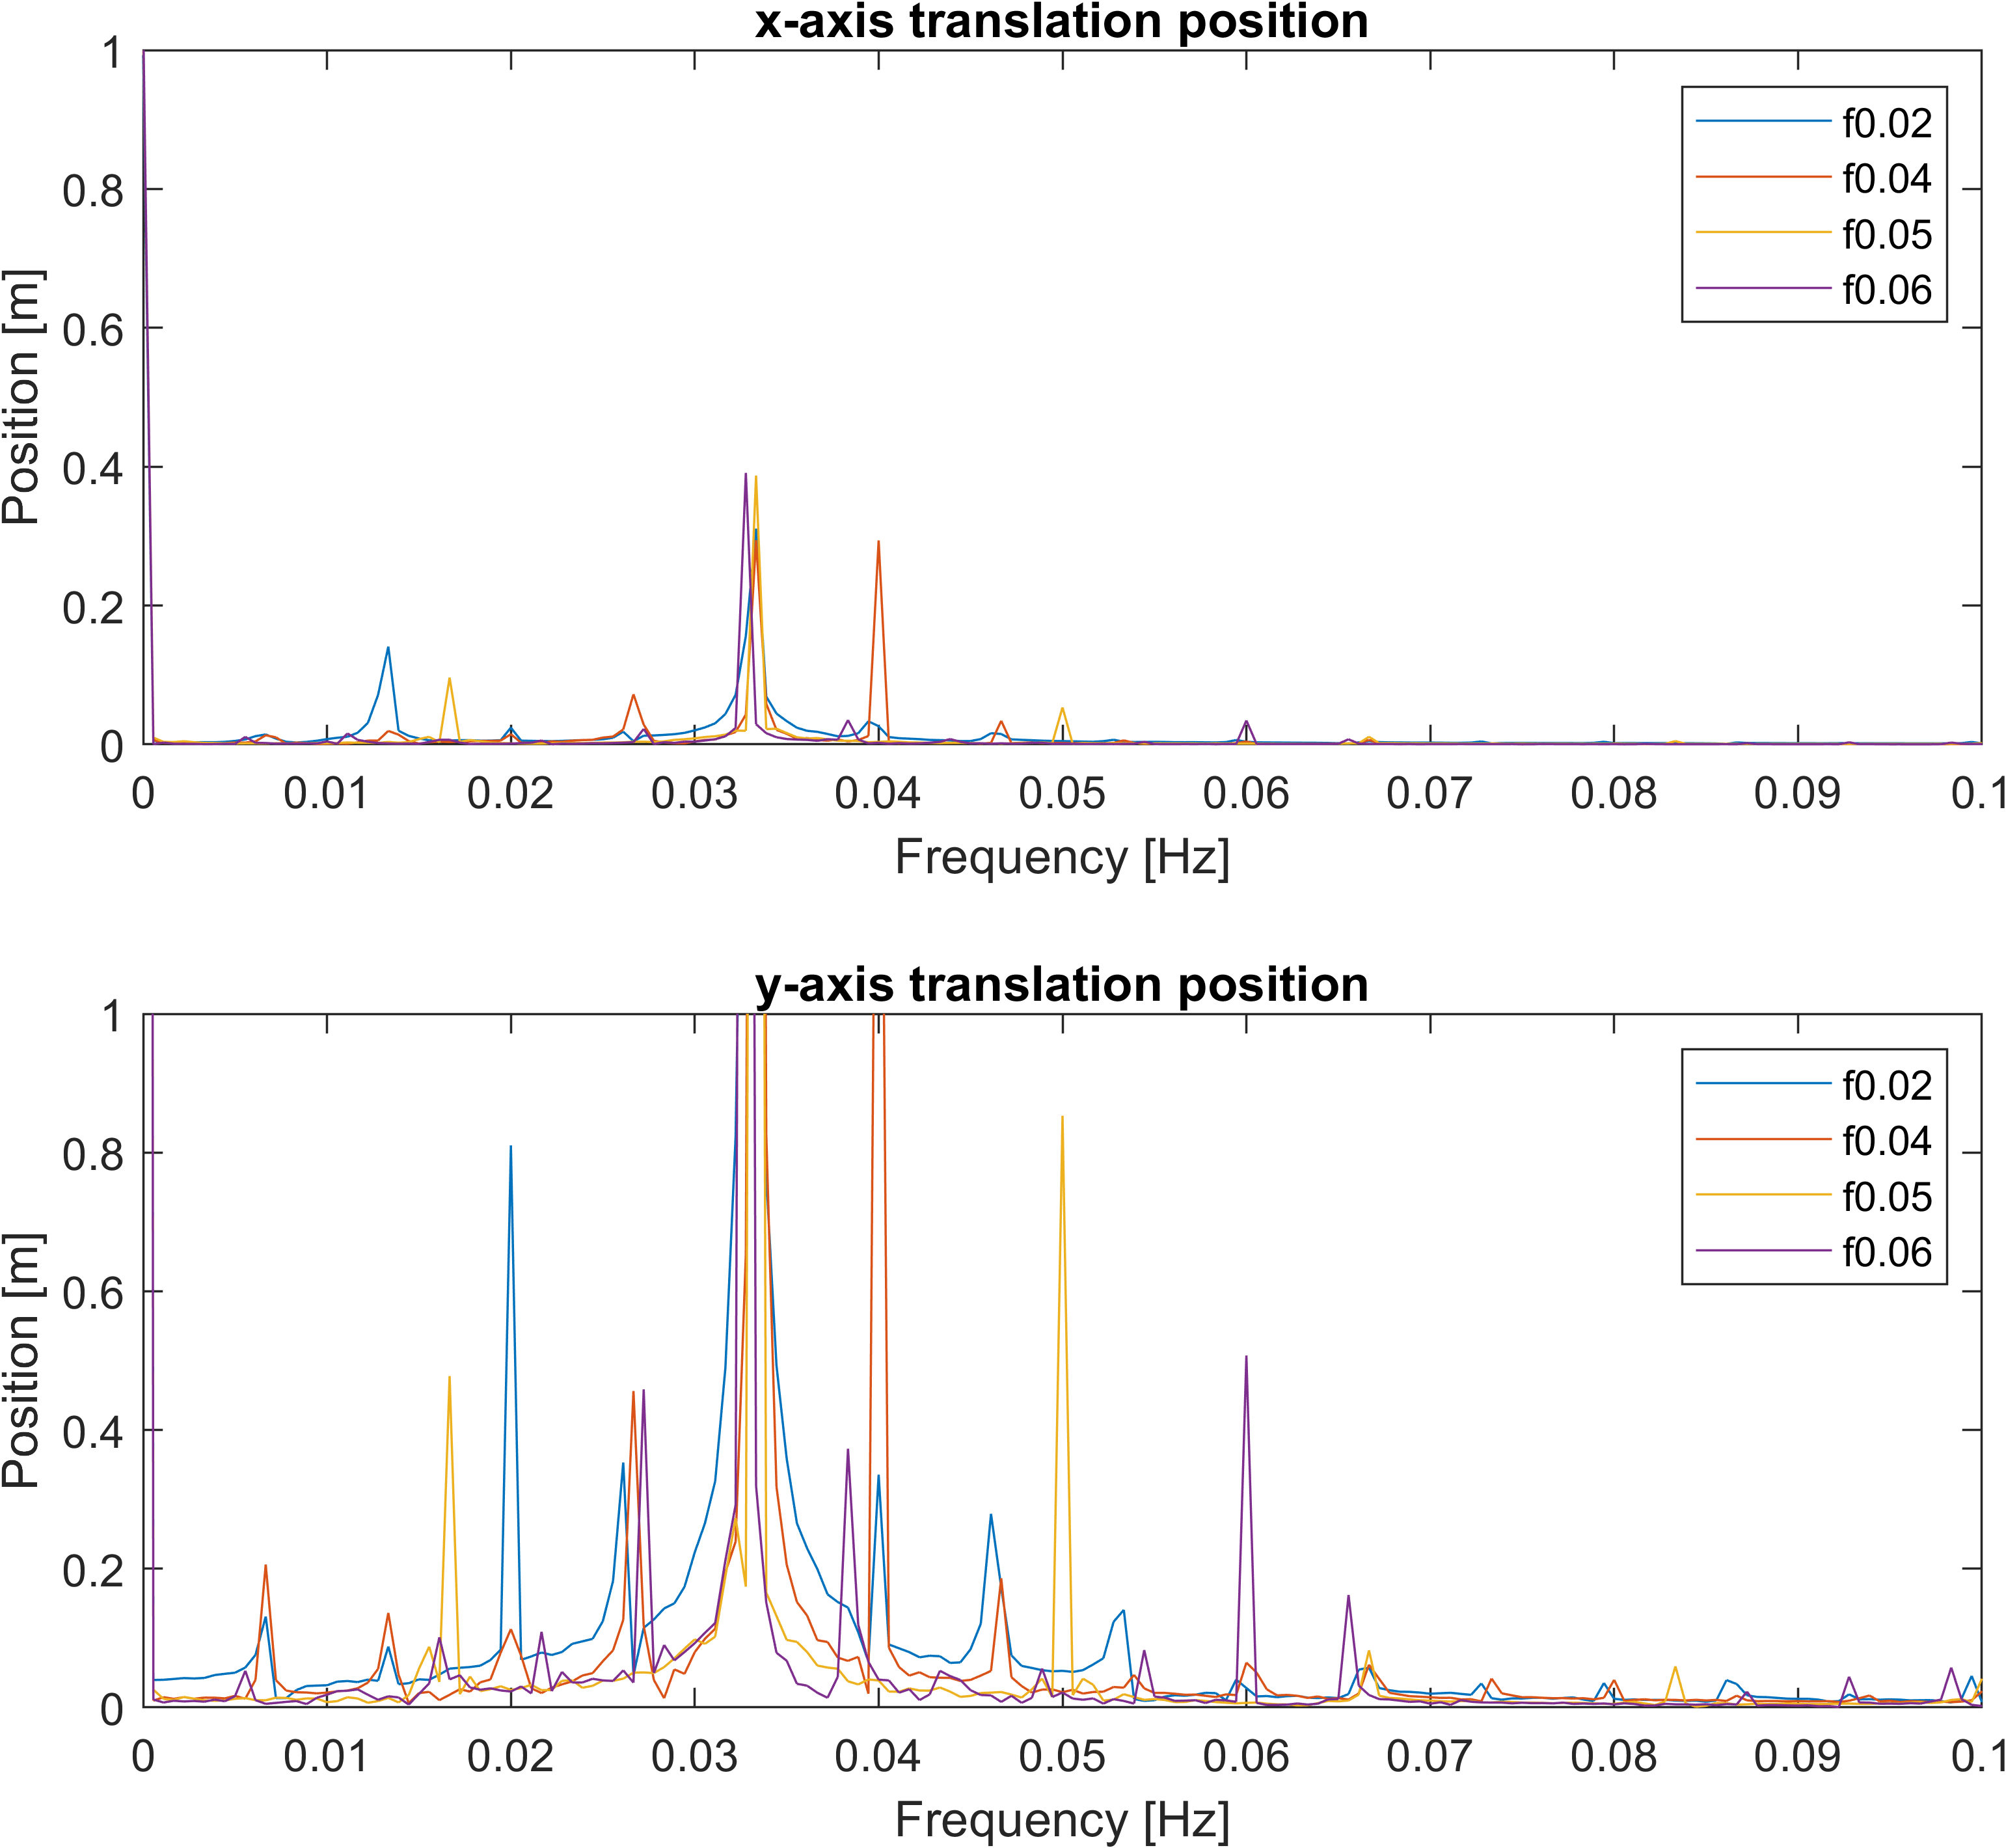 x-axis translation position
1
0.8
0.6
0.4
0.2
0
Position [m]
f0.02
f0.04
f0.05
f0.06
0 0.01 0.02 0.03 0.04 0.05 0.06 0.07 0.08 0.09 0.1
Frequency [Hz]
y-axis translation position
1
0.8
0.6
0.4
0.2
0
Position [m]
f0.02
f0.04
f0.05
f0.06
0 0.01 0.02 0.03 0.04 0.05 0.06 0.07 0.08 0.09 0.1
Frequency [Hz]